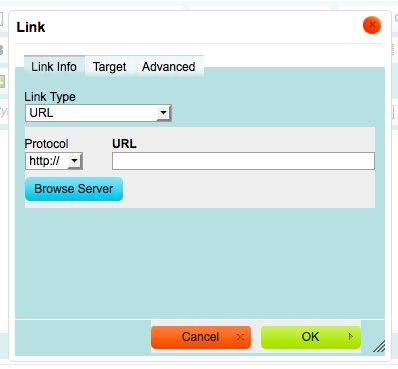 Link
Link Info Target Advanced
Link Type
URL
Protocol URL
http://
Browse Server
Cancel OK